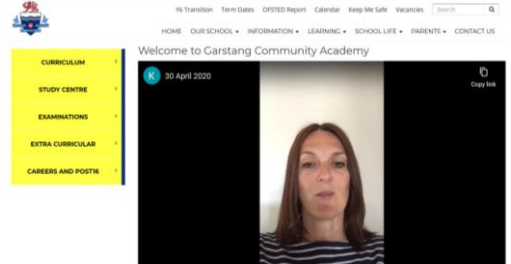 Y6 Transition Term Dates OFSTED Report Calendar Keep Me Safe Vacancies Search
HOME OUR SCHOOL INFORMATION LEARNING SCHOOL LIFE PARENTS CONTACT US
Welcome to Garstang Community Academy
CURRICULUM
STUDY CENTRE
EXAMINATIONS
EXTRA CURRICULAR
CAREERS AND POST16
K 30 April 2020
Copy link